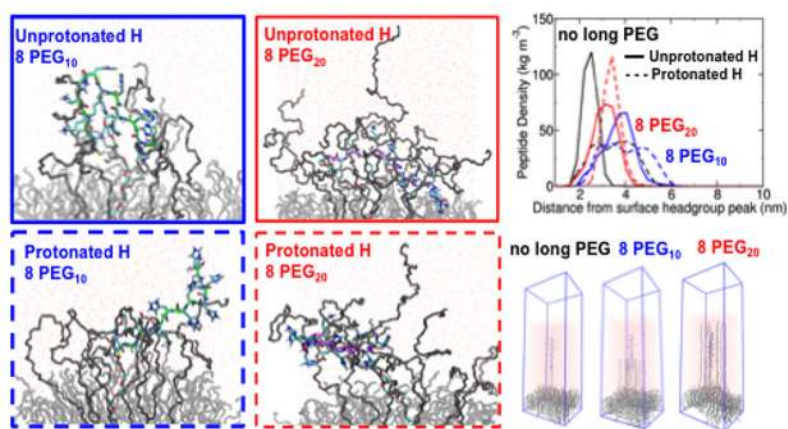 Unprotonated H
8 PEG₁₀
Unprotonated H
8 PEG₂₀
Protonated H
8 PEG₁₀
Protonated H
8 PEG₂₀
150
100
50
0
Peptide Density (kg m⁻³)
no long PEG
Unprotonated H
Protonated H
8 PEG₂₀
8 PEG₁₀
2 4 6 8 10
Distance from surface headgroup peak (nm)
no long PEG 8 PEG₁₀ 8 PEG₂₀